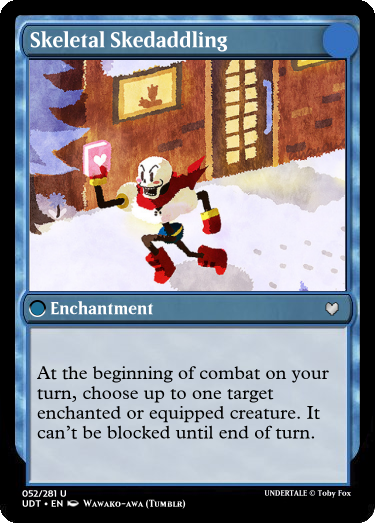 Skeletal Skedaddling
Enchantment
At the beginning of combat on your
turn, choose up to one target
enchanted or equipped creature. It
can't be blocked until end of turn.
052/281 U
UDT • EN Wawako-awa (Tumblr)
UNDERTALE © Toby Fox